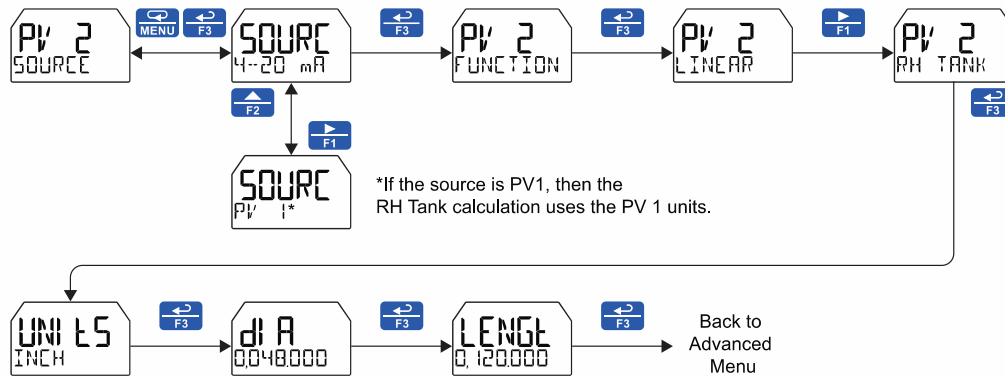 PV 2
SOURCE
MENU
F3
SOURC
4--20 mA
F3
PV 2
FUNCTION
F3
PV 2
LINEAR
F1
PV 2
RH TANK
F3
F2
F1
SOURC
PV 1*
*If the source is PV1, then the
RH Tank calculation uses the PV 1 units.
UNItS
INCH
F3
dIA
0,048.000
F3
LENGt
0,120.000
F3
Back to
Advanced
Menu